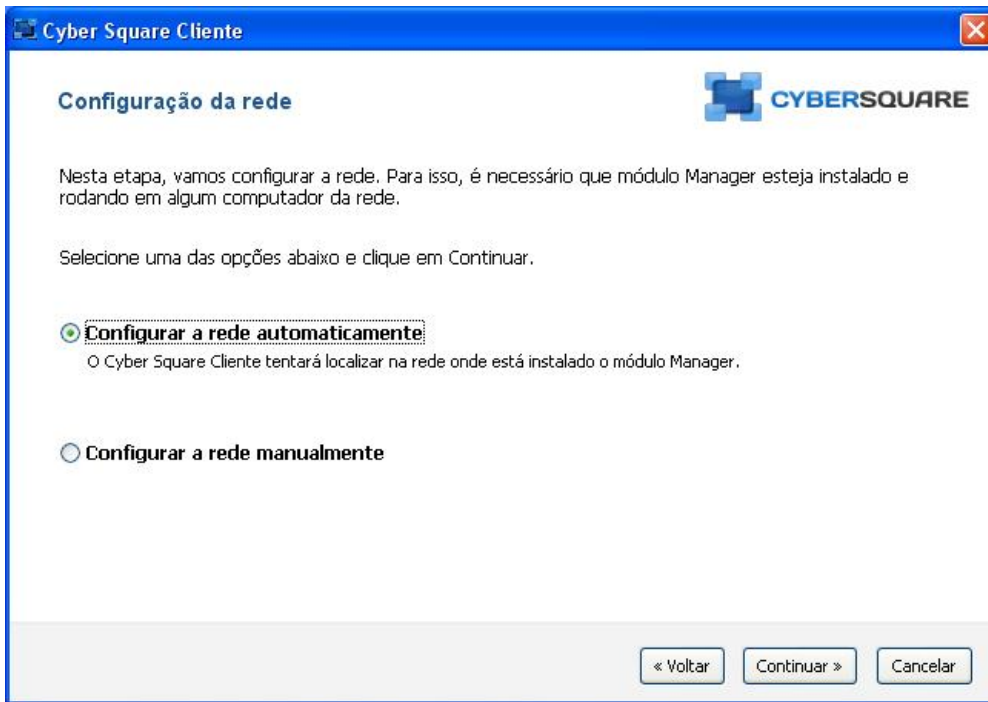 Cyber Square Cliente
Configuração da rede
CYBERSQUARE
Nesta etapa, vamos configurar a rede. Para isso, é necessário que módulo Manager esteja instalado e
rodando em algum computador da rede.
Selecione uma das opções abaixo e clique em Continuar.
Configurar a rede automaticamente
O Cyber Square Cliente tentará localizar na rede onde está instalado o módulo Manager.
Configurar a rede manualmente
« Voltar
Continuar »
Cancelar